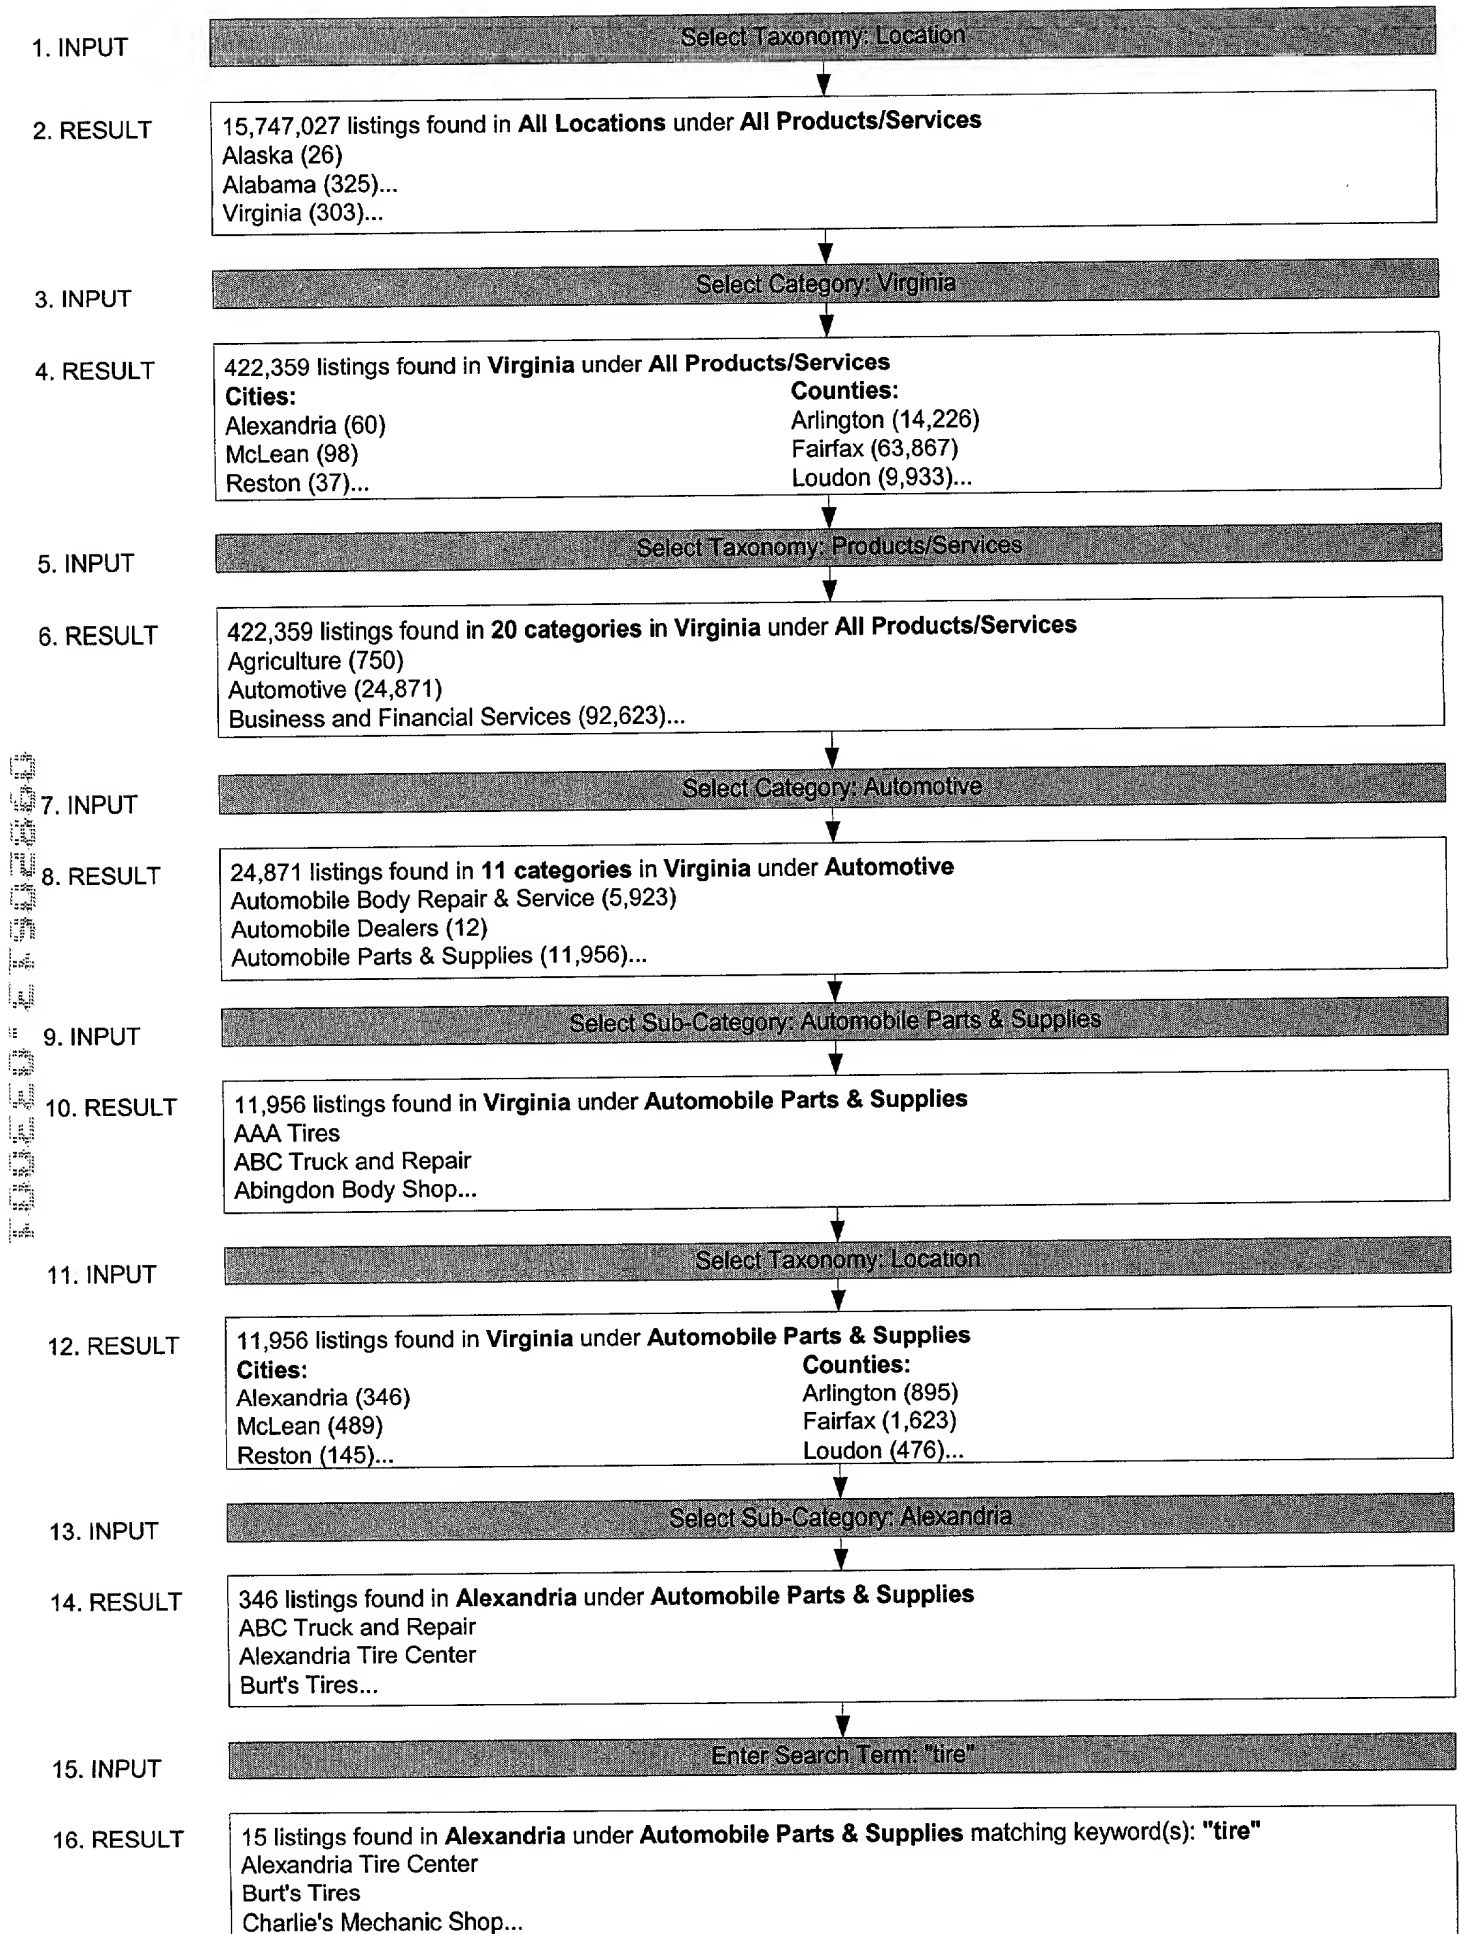 1. INPUT
Select Taxonomy: Location
2. RESULT
15,747,027 listings found in All Locations under All Products/Services
Alaska (26)
Alabama (325)...
Virginia (303)...
3. INPUT
Select Category: Virginia
4. RESULT
422,359 listings found in Virginia under All Products/Services
Cities:
Alexandria (60)
McLean (98)
Reston (37)...
Counties:
Arlington (14,226)
Fairfax (63,867)
Loudon (9,933)...
5. INPUT
Select Taxonomy: Products/Services
6. RESULT
422,359 listings found in 20 categories in Virginia under All Products/Services
Agriculture (750)
Automotive (24,871)
Business and Financial Services (92,623)...
7. INPUT
Select Category: Automotive
8. RESULT
24,871 listings found in 11 categories in Virginia under Automotive
Automobile Body Repair & Service (5,923)
Automobile Dealers (12)
Automobile Parts & Supplies (11,956)...
9. INPUT
Select Sub-Category: Automobile Parts & Supplies
10. RESULT
11,956 listings found in Virginia under Automobile Parts & Supplies
AAA Tires
ABC Truck and Repair
Abingdon Body Shop...
11. INPUT
Select Taxonomy: Location
12. RESULT
11,956 listings found in Virginia under Automobile Parts & Supplies
Cities:
Alexandria (346)
McLean (489)
Reston (145)...
Counties:
Arlington (895)
Fairfax (1,623)
Loudon (476)...
13. INPUT
Select Sub-Category: Alexandria
14. RESULT
346 listings found in Alexandria under Automobile Parts & Supplies
ABC Truck and Repair
Alexandria Tire Center
Burt's Tires...
15. INPUT
Enter Search Term: "tire"
16. RESULT
15 listings found in Alexandria under Automobile Parts & Supplies matching keyword(s): "tire"
Alexandria Tire Center
Burt's Tires
Charlie's Mechanic Shop...